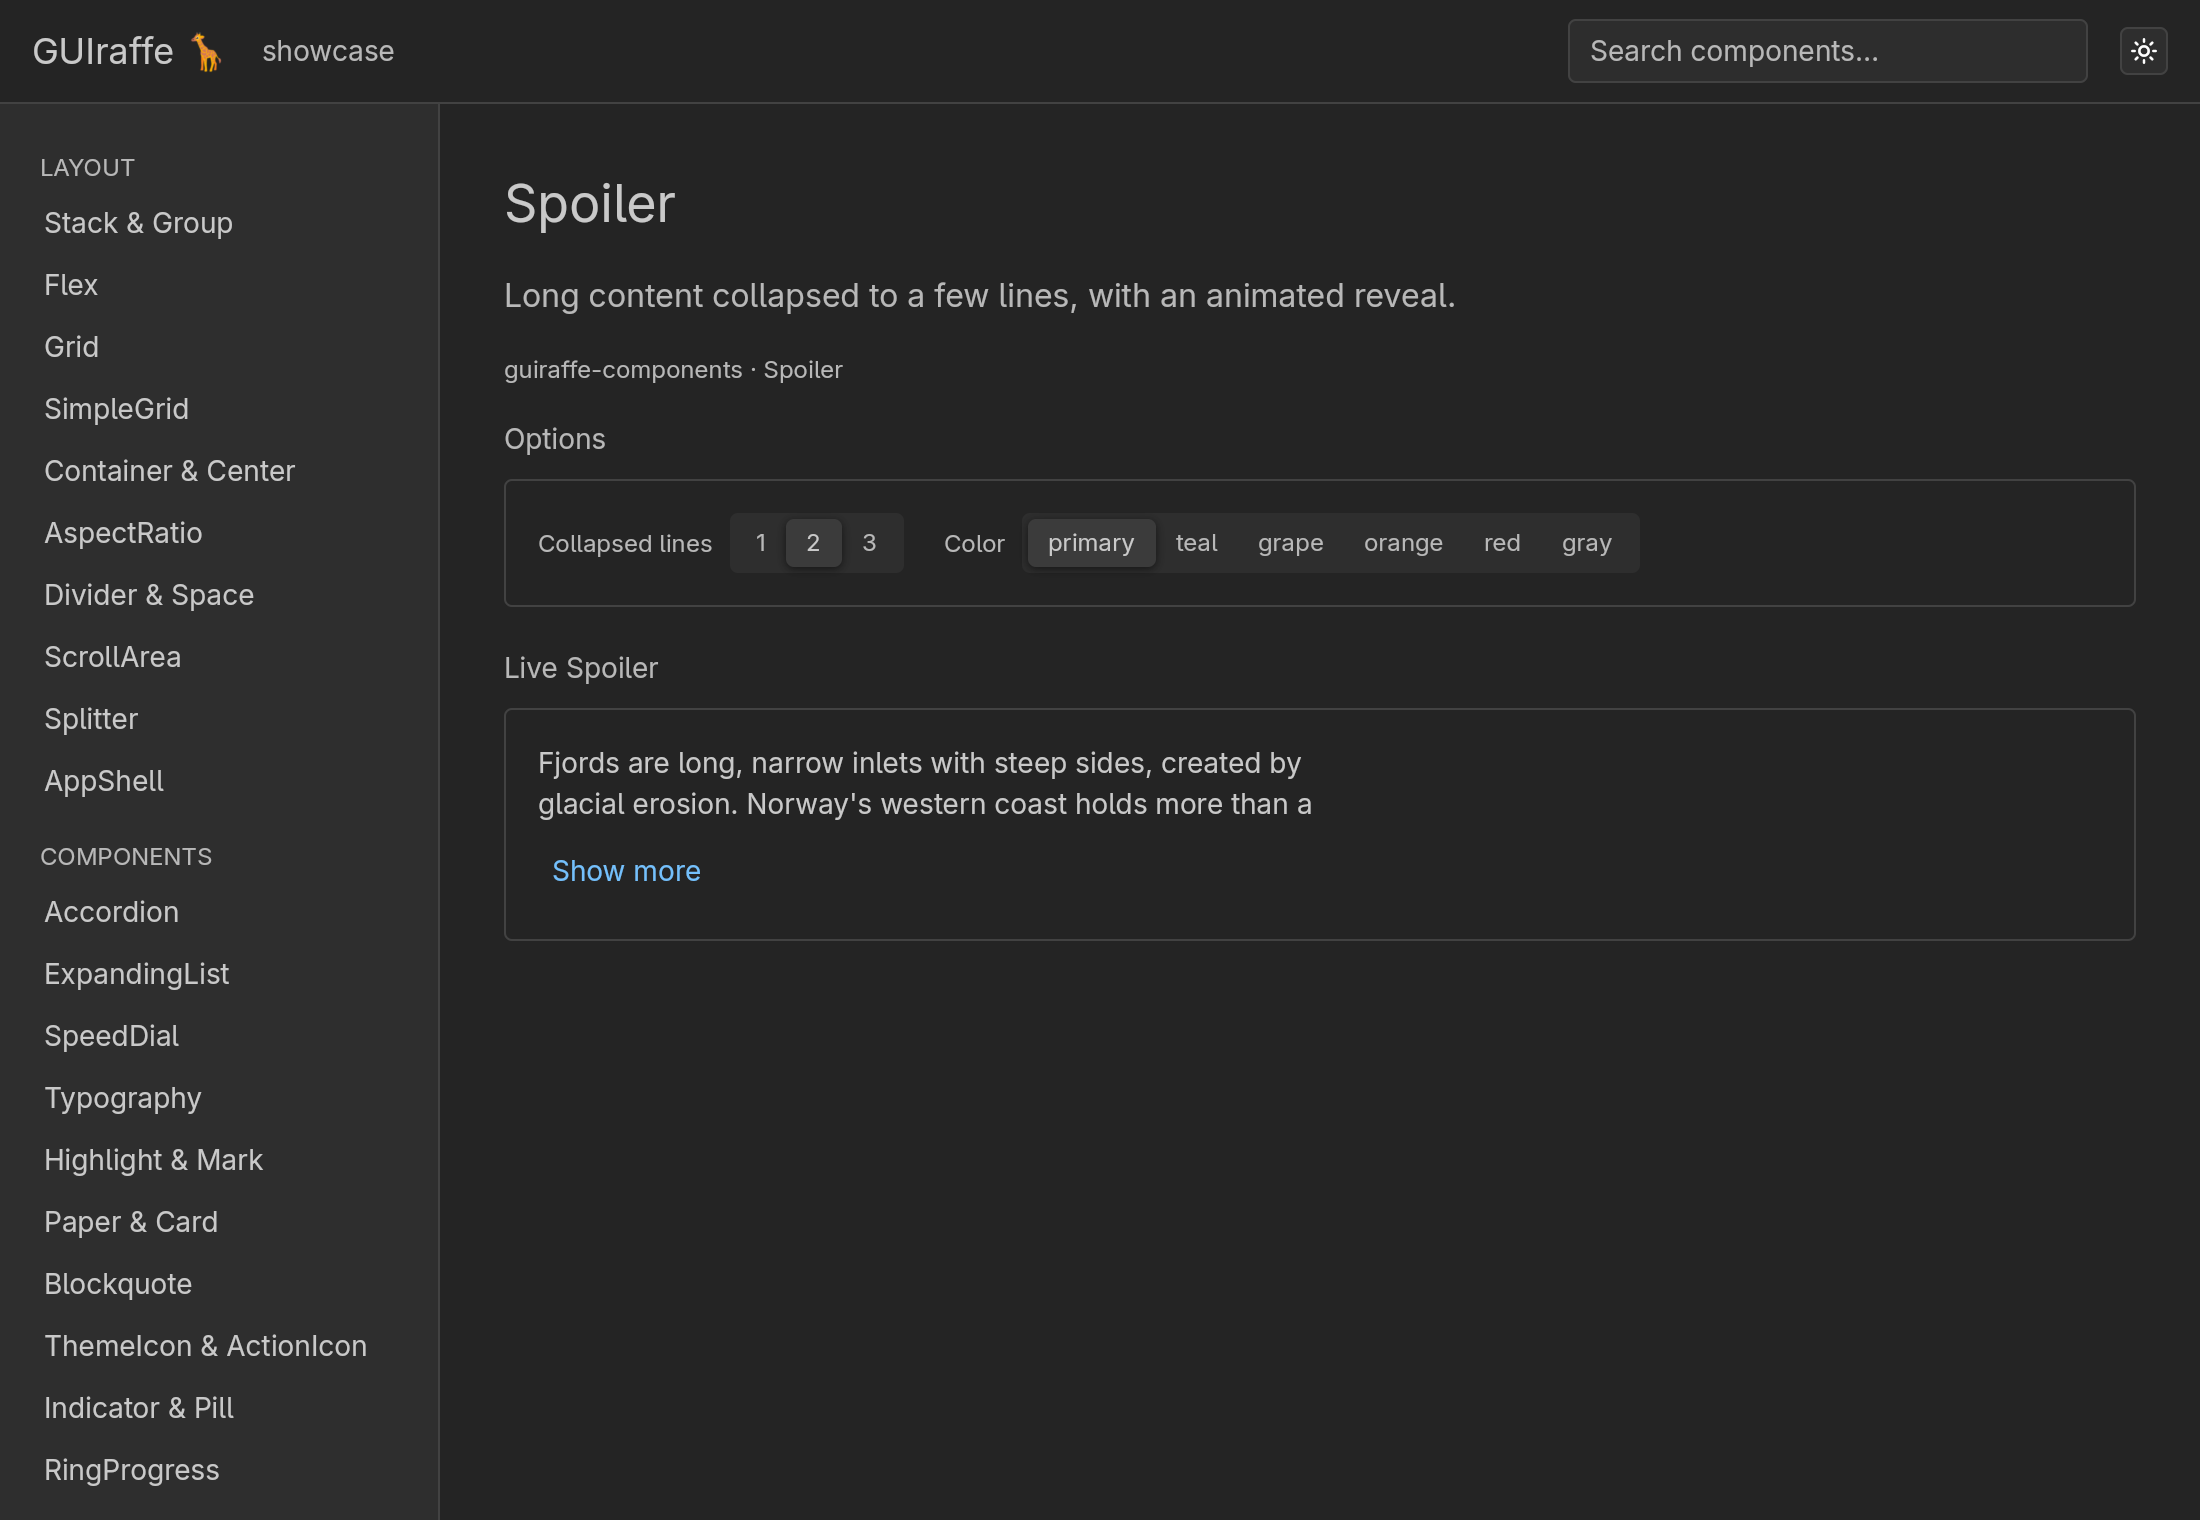 GUIraffe 🦒 showcase Search components...
LAYOUT
Stack & Group
Flex
Grid
SimpleGrid
Container & Center
AspectRatio
Divider & Space
ScrollArea
Splitter
AppShell
COMPONENTS
Accordion
ExpandingList
SpeedDial
Typography
Highlight & Mark
Paper & Card
Blockquote
ThemeIcon & ActionIcon
Indicator & Pill
RingProgress
Spoiler
Long content collapsed to a few lines, with an animated reveal.
guiraffe-components · Spoiler
Options
Collapsed lines 1 2 3 Color primary teal grape orange red gray
Live Spoiler
Fjords are long, narrow inlets with steep sides, created by
glacial erosion. Norway's western coast holds more than a
Show more